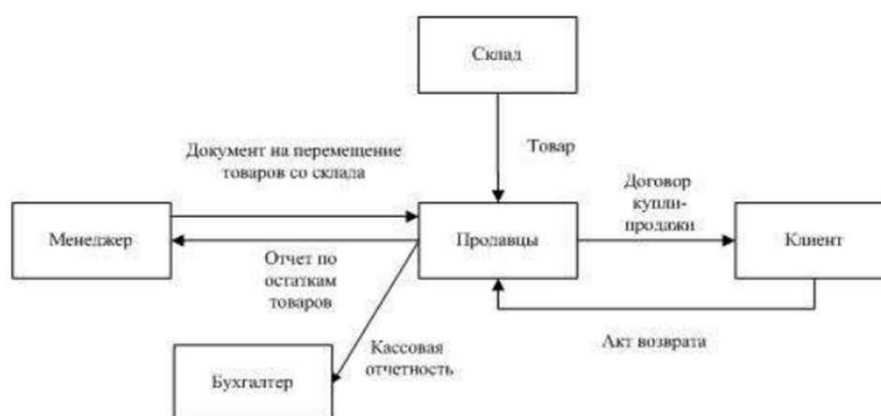 Склад
Документ на перемещение
товаров со склада
Товар
Договор
купли-
продажи
Менеджер
Продавцы
Клиент
Отчет по
остаткам
товаров
Акт возврата
Кассовая
отчетность
Бухгалтер